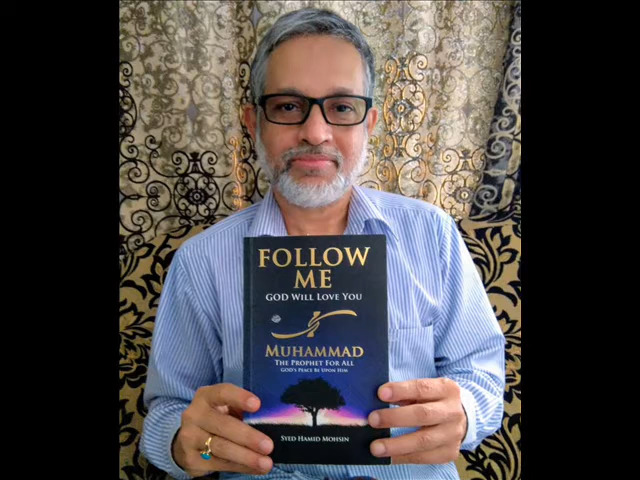 FOLLOW
ME
GOD WILL LOVE YOU
MUHAMMAD
THE PROPHET FOR ALL
GOD'S PEACE BE UPON HIM
SYED HAMID MOHSIN